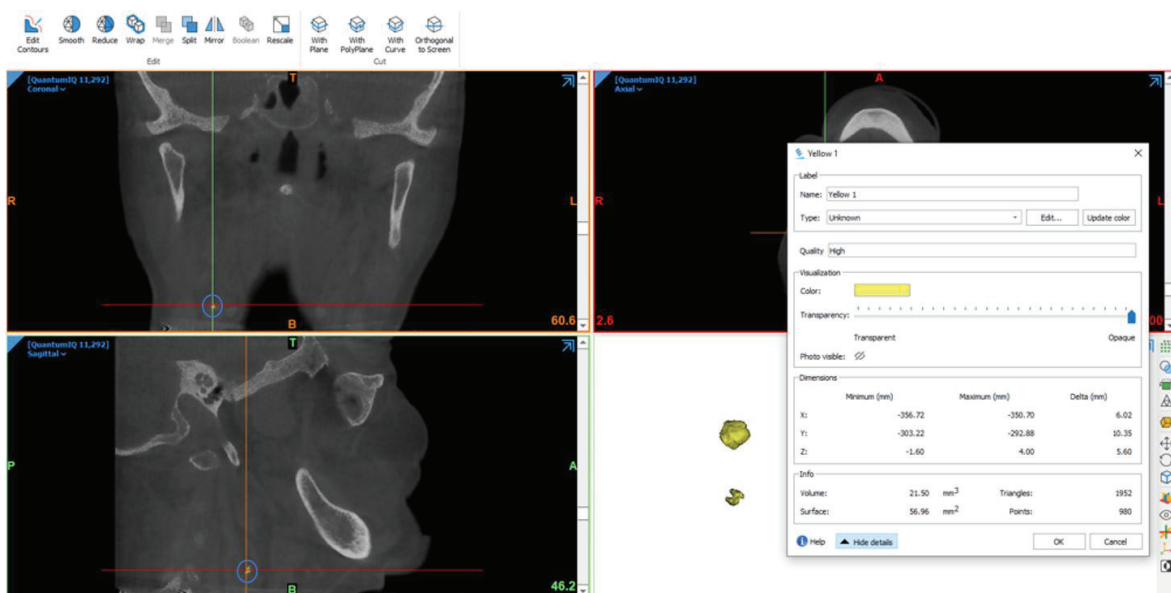 Edit Contours Smooth Reduce Wrap Merge Split Mirror Boolean Rescale With Plane With PolyPlane With Curve Orthogonal to Screen
Edit Cut
[QuantumIQ 11,292]
Coronal
T
R
L
B
60.6
[QuantumIQ 11,292]
Axial
A
R
L
2.6
00
[QuantumIQ 11,292]
Sagittal
T
P
A
B
46.2
Yellow 1
Label
Name: Yellow 1
Type: Unknown Edit... Update color
Quality High
Visualization
Color:
Transparency:
Transparent Opaque
Photo visible:
Dimensions
Minimum (mm) Maximum (mm) Delta (mm)
X: -356.72 -350.70 6.02
Y: -303.22 -292.88 10.35
Z: -1.60 4.00 5.60
Info
Volume: 21.50 mm3 Triangles: 1952
Surface: 56.96 mm2 Points: 980
Help Hide details OK Cancel